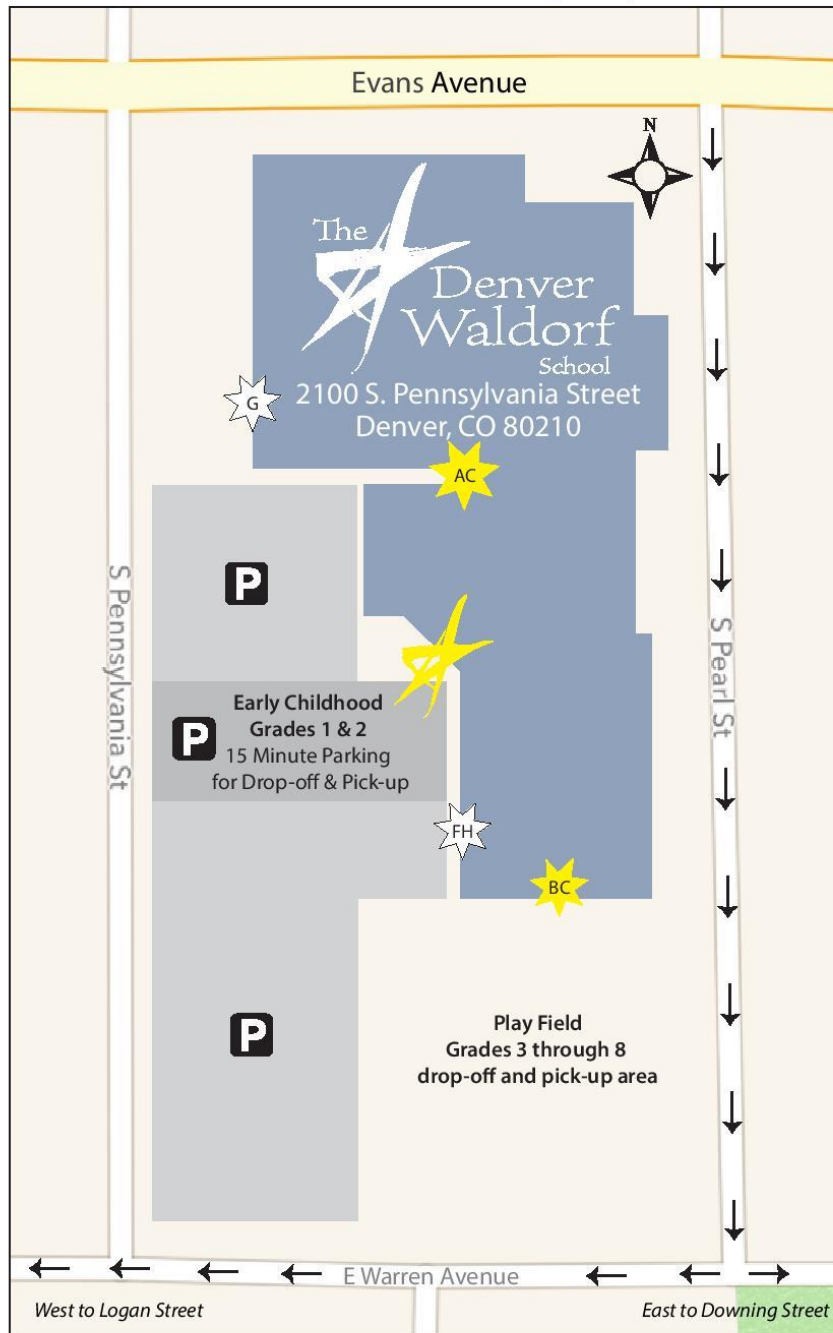 Evans Avenue
N
The
Denver
Waldorf
School
2100 S. Pennsylvania Street
Denver, CO 80210
G
AC
P
S Pennsylvania St
S Pearl St
Early Childhood
Grades 1 & 2
P
15 Minute Parking
for Drop-off & Pick-up
FH
BC
P
Play Field
Grades 3 through 8
drop-off and pick-up area
E Warren Avenue
West to Logan Street
East to Downing Street